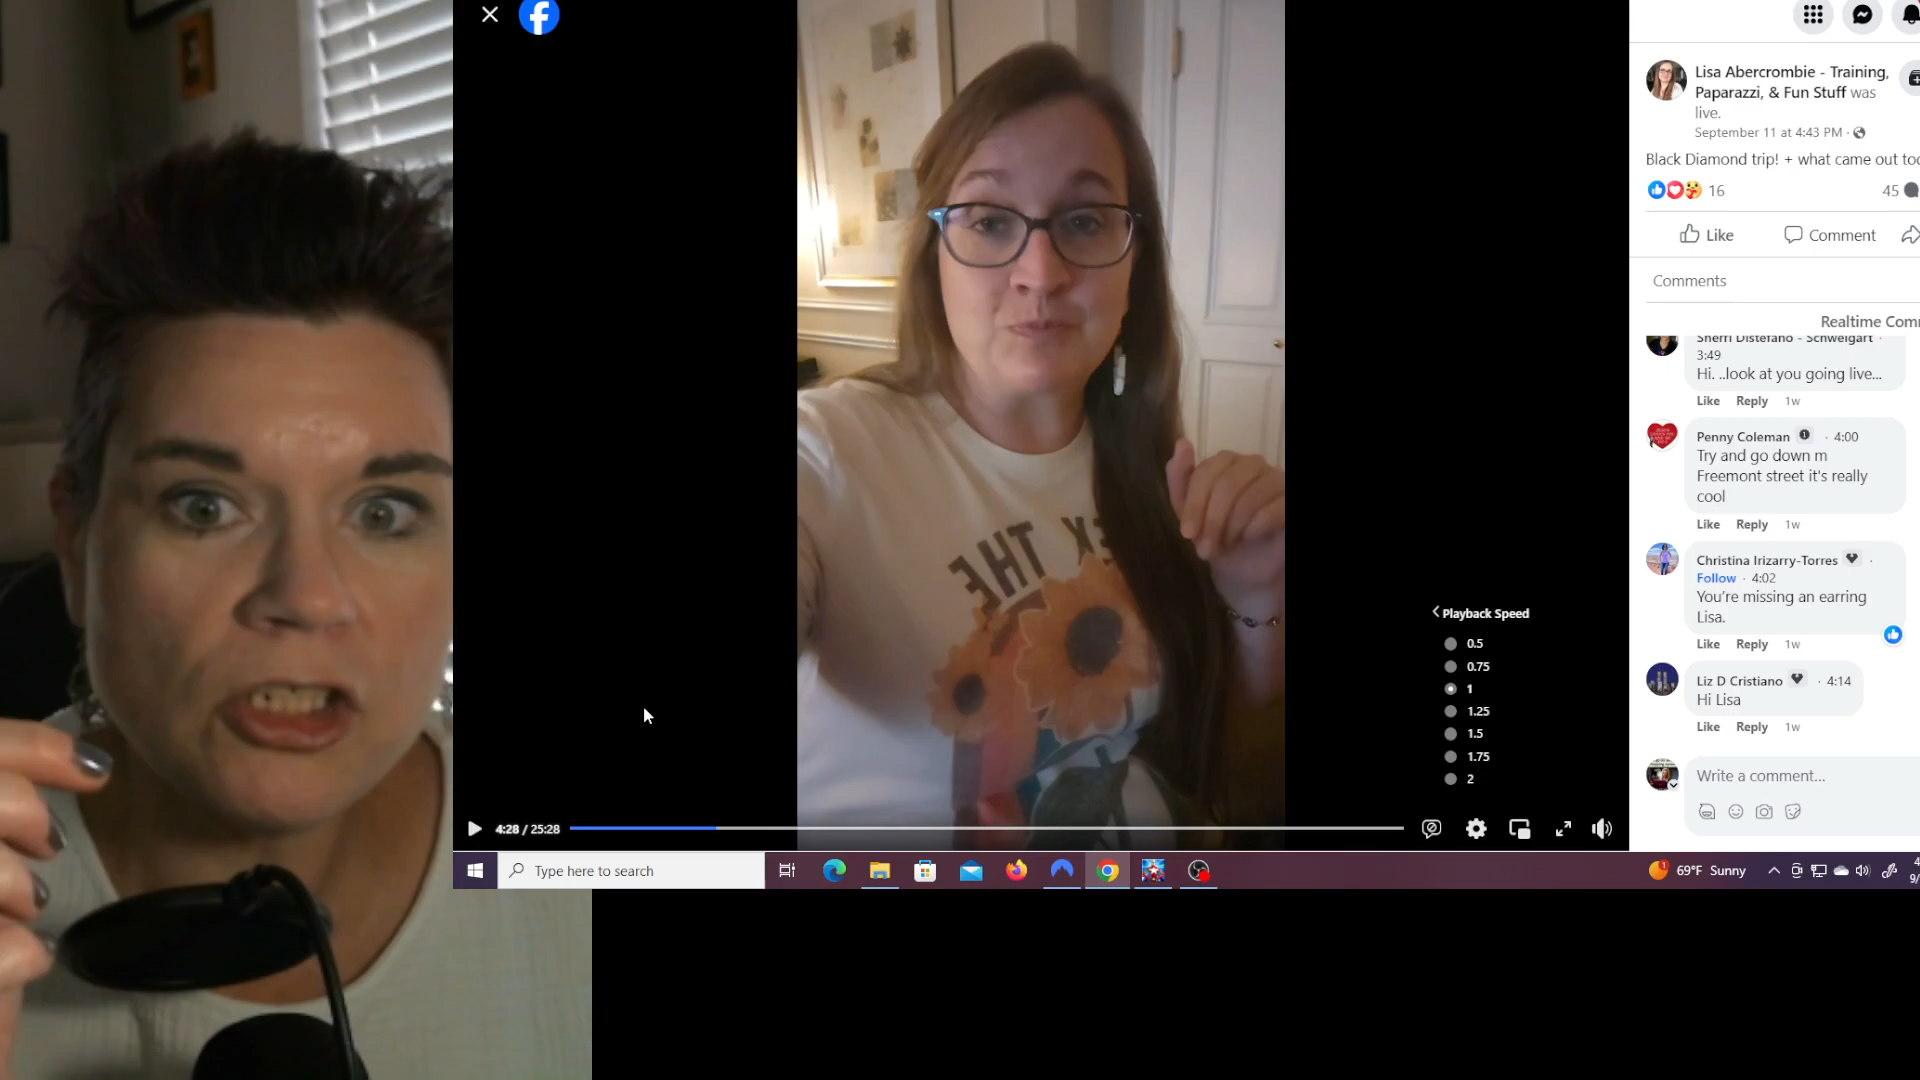 Lisa Abercrombie - Training,
Paparazzi, & Fun Stuff was
live.
September 11 at 4:43 PM ·
Black Diamond trip! + what came out
16
45
Like
Comment
Comments
Realtime
Sherri Distefano - Schweigart ·
3:49
Hi. ..look at you going live...
Like Reply 1w
Penny Coleman · 4:00
Try and go down m
Freemont street it's really
cool
Like Reply 1w
Christina Irizarry-Torres ·
Follow · 4:02
You're missing an earring
Lisa.
Like Reply 1w
Liz D Cristiano · 4:14
Hi Lisa
Like Reply 1w
Write a comment...
THE
Playback Speed
0.5
0.75
1
1.25
1.5
1.75
2
4:28 / 25:28
Type here to search
1
69°F Sunny